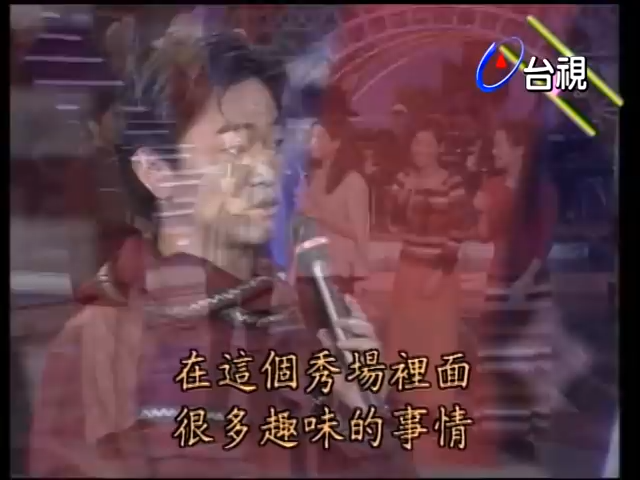 台視
在這個秀場裡面
很多趣味的事情